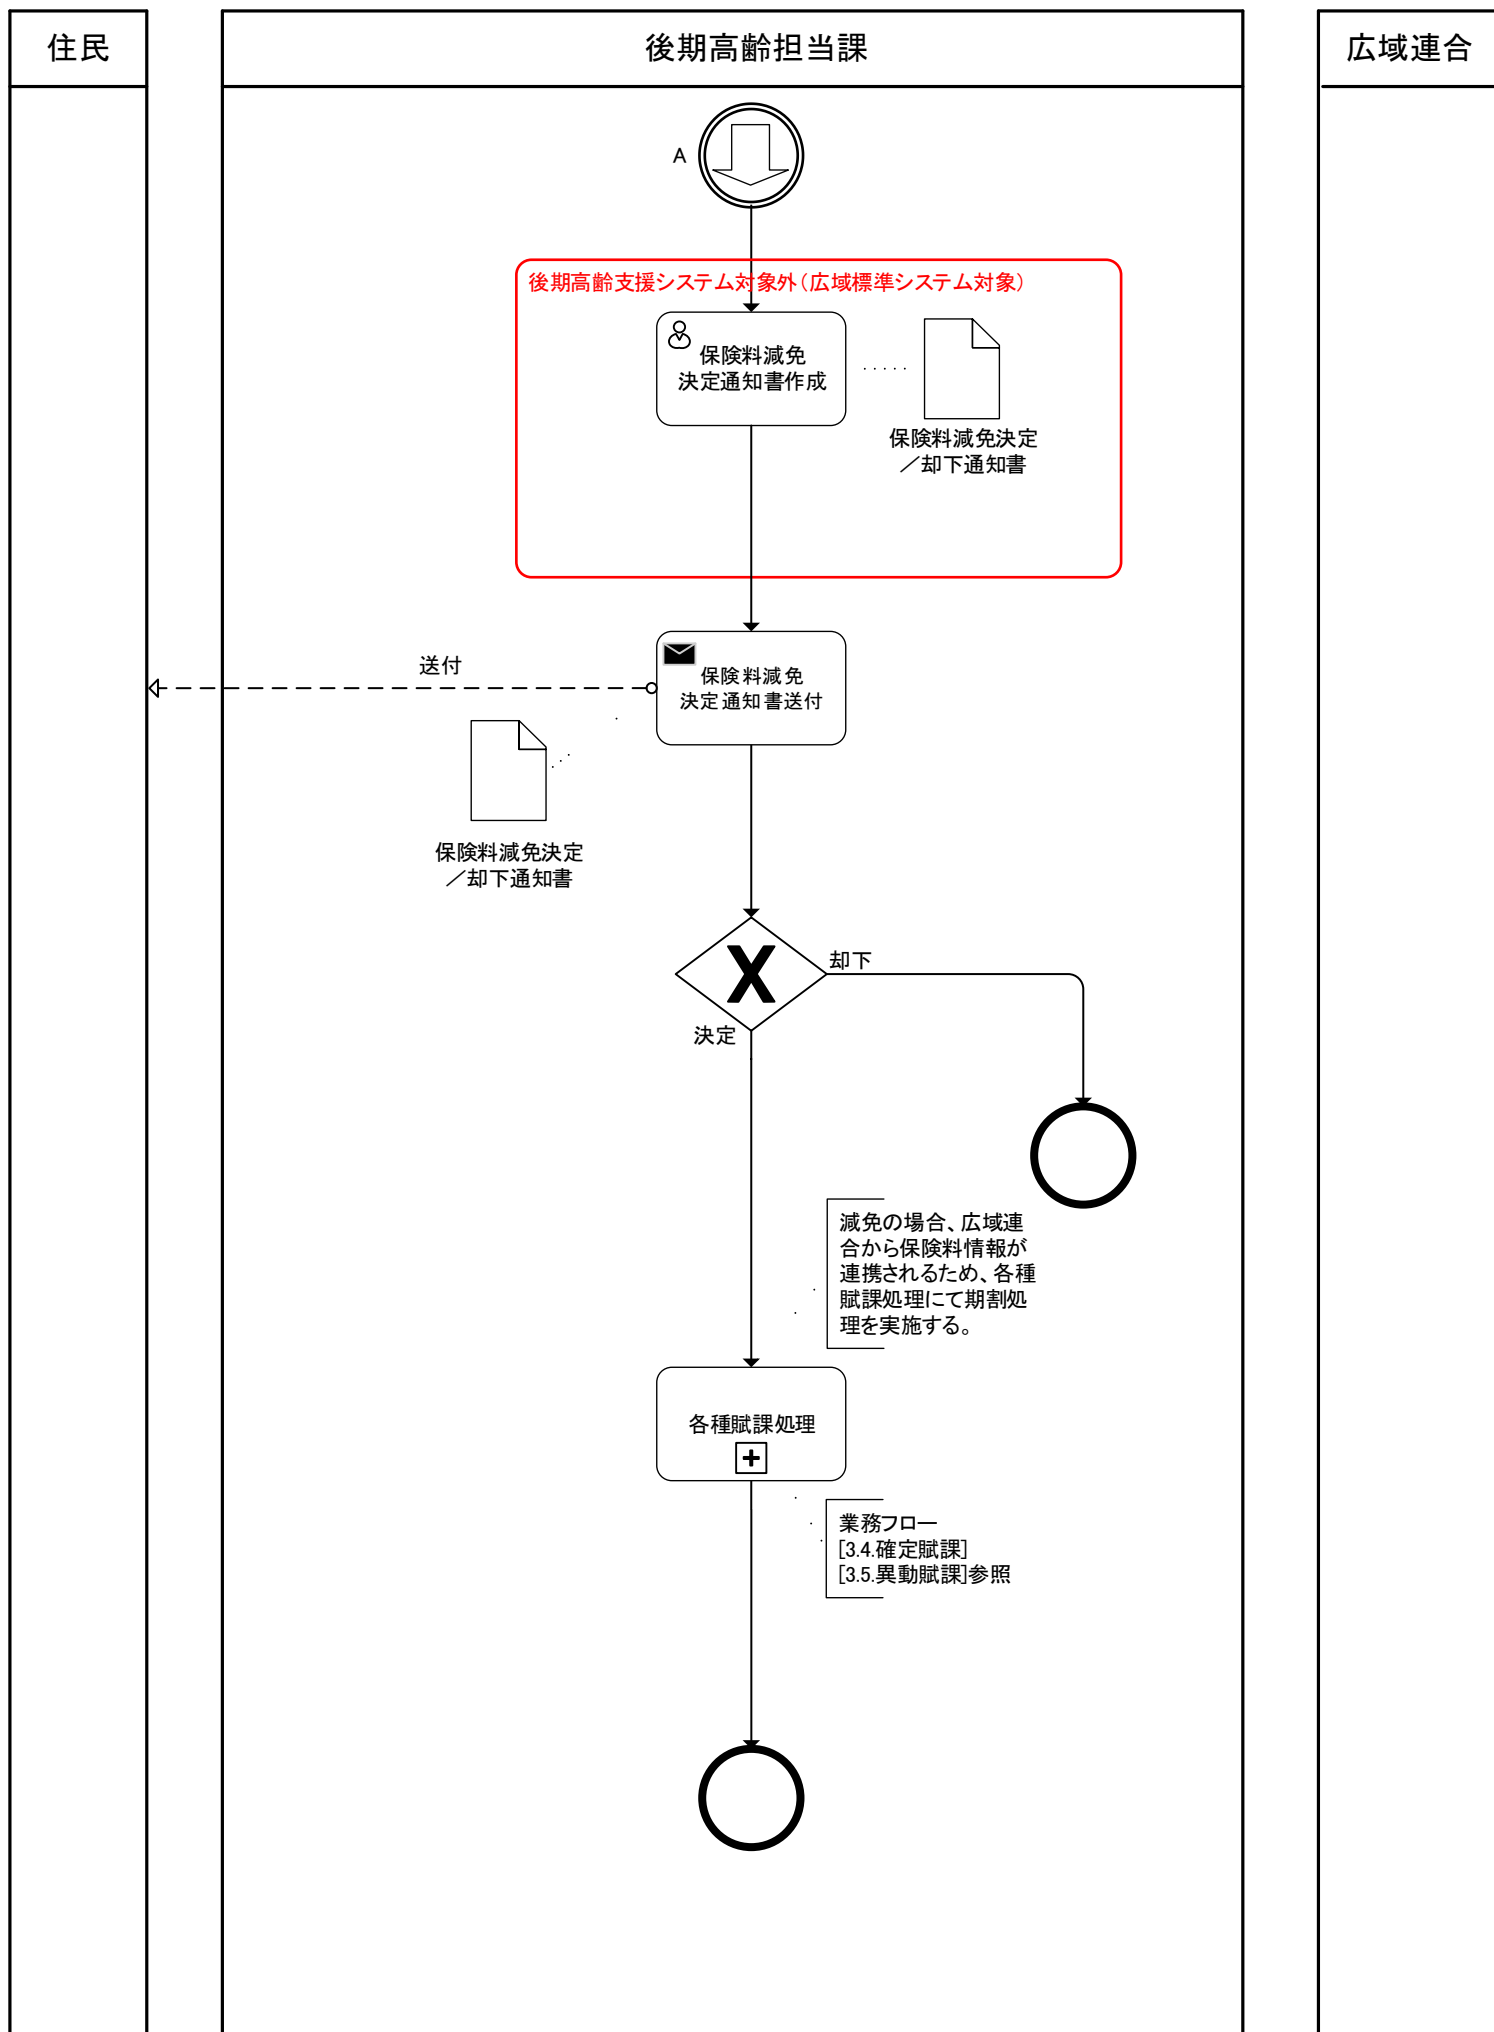 住民
後期高齢担当課
広域連合
A
後期高齢支援システム対象外（広域標準システム対象）
保険料減免
決定通知書作成
保険料減免決定
／却下通知書
送付
保険料減免
決定通知書送付
保険料減免決定
／却下通知書
却下
決定
減免の場合、広域連
合から保険料情報が
連携されるため、各種
賦課処理にて期割処
理を実施する。
各種賦課処理
業務フロー
[3.4.確定賦課]
[3.5.異動賦課]参照